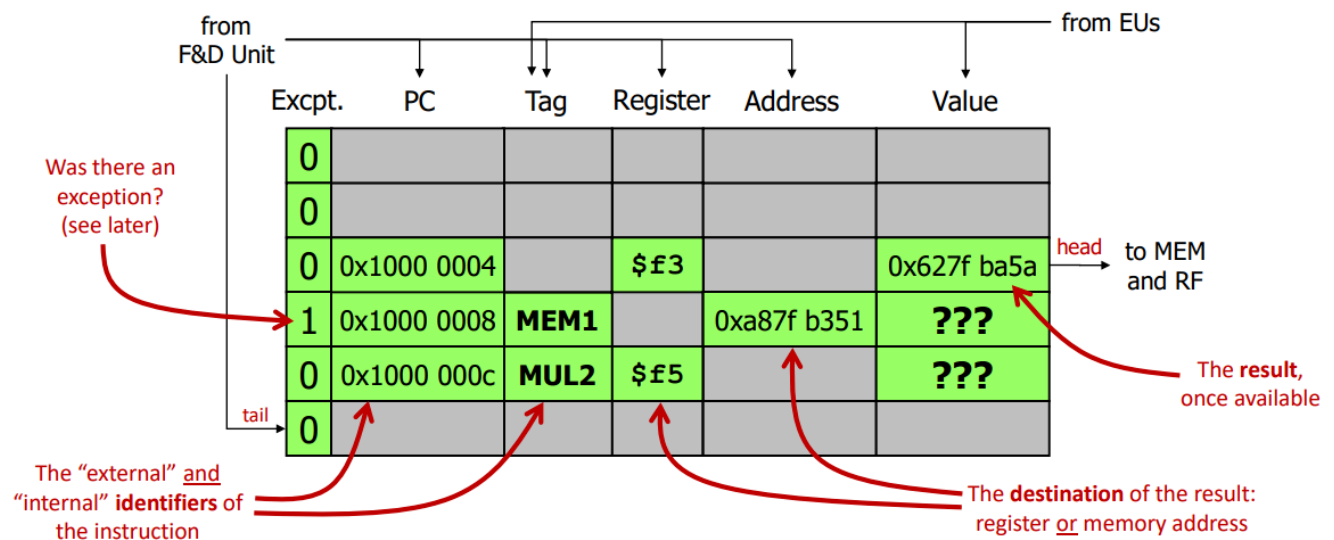 from
F&D Unit
from EUs
Excpt. PC Tag Register Address Value
0
0
0 0x1000 0004 $f3 0x627f ba5a
1 0x1000 0008 MEM1 0xa87f b351 ???
0 0x1000 000c MUL2 $f5 ???
0
Was there an
exception?
(see later)
head
to MEM
and RF
tail
The result,
once available
The “external” and
“internal” identifiers of
the instruction
The destination of the result:
register or memory address